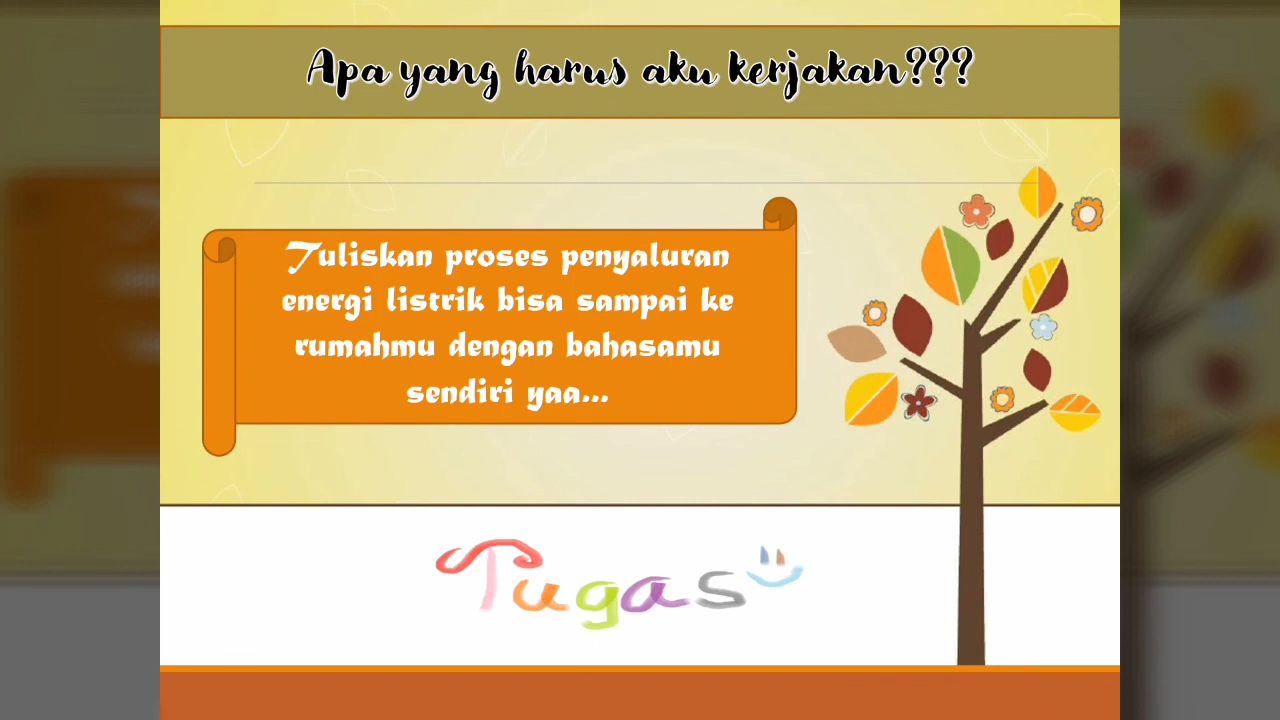 Apa yang harus aku kerjakan???
Tuliskan proses penyaluran
energi listrik bisa sampai ke
rumahmu dengan bahasamu
sendiri yaa...
Tugas